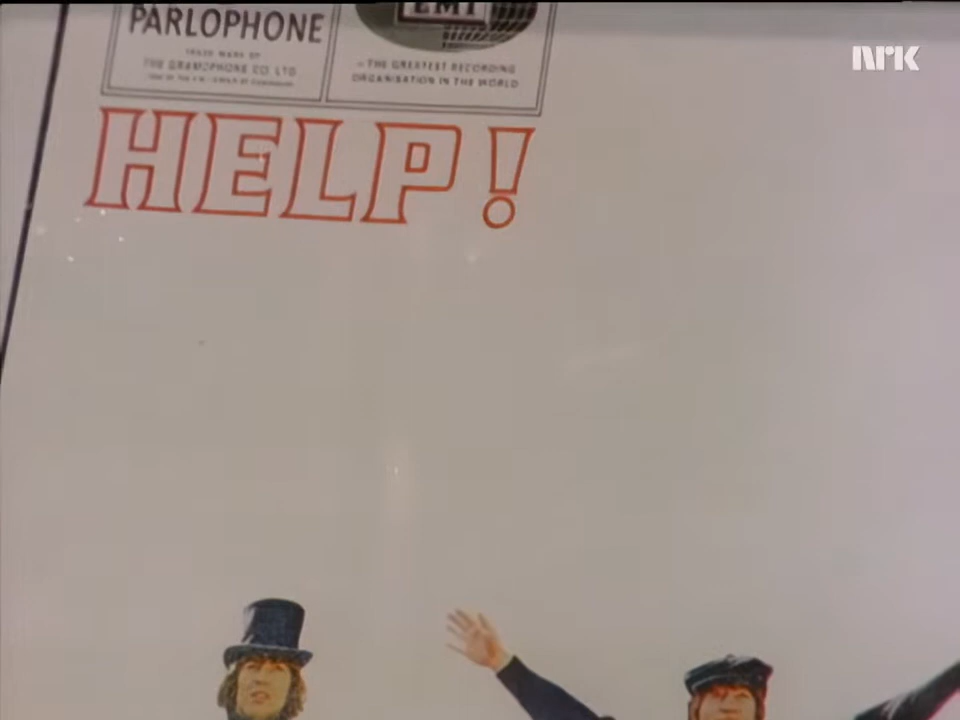 PARLOPHONE
TRADE MARK OF
THE GRAMOPHONE CO. LTD.
EMI
THE GREATEST RECORDING
ORGANISATION IN THE WORLD
HELP!
nrk